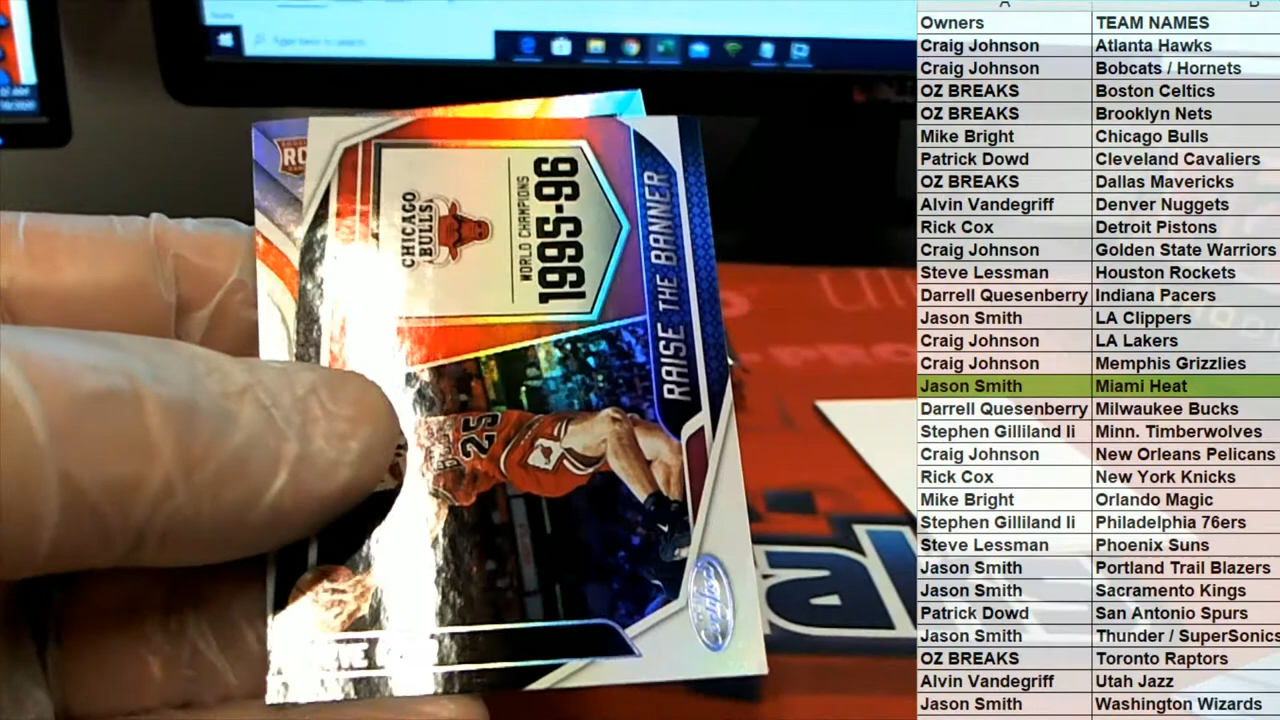 A B
Owners TEAM NAMES
Craig Johnson Atlanta Hawks
Craig Johnson Bobcats / Hornets
OZ BREAKS Boston Celtics
OZ BREAKS Brooklyn Nets
Mike Bright Chicago Bulls
Patrick Dowd Cleveland Cavaliers
OZ BREAKS Dallas Mavericks
Alvin Vandegriff Denver Nuggets
Rick Cox Detroit Pistons
Craig Johnson Golden State Warriors
Steve Lessman Houston Rockets
Darrell Quesenberry Indiana Pacers
Jason Smith LA Clippers
Craig Johnson LA Lakers
Craig Johnson Memphis Grizzlies
Jason Smith Miami Heat
Darrell Quesenberry Milwaukee Bucks
Stephen Gilliland Ii Minn. Timberwolves
Craig Johnson New Orleans Pelicans
Rick Cox New York Knicks
Mike Bright Orlando Magic
Stephen Gilliland Ii Philadelphia 76ers
Steve Lessman Phoenix Suns
Jason Smith Portland Trail Blazers
Jason Smith Sacramento Kings
Patrick Dowd San Antonio Spurs
Jason Smith Thunder / SuperSonics
OZ BREAKS Toronto Raptors
Alvin Vandegriff Utah Jazz
Jason Smith Washington Wizards
Type here to search
RAISE THE BANNER
WORLD CHAMPIONS
1995-96
CHICAGO
BULLS
25
Certified
RO